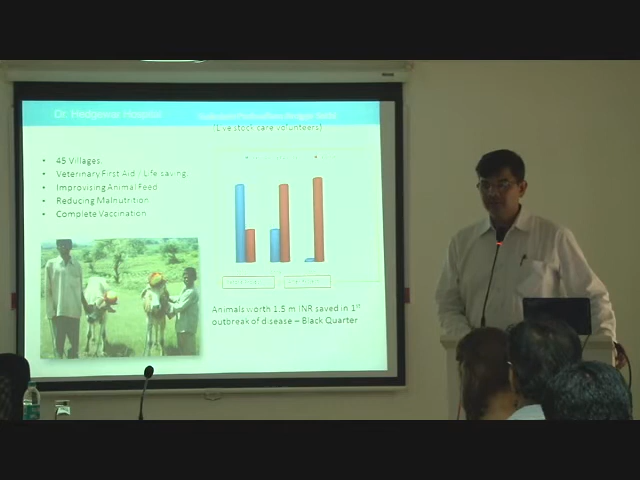 Dr. Hedgewar Hospital
(Live stock care volunteers)
• 45 Villages.
• Veterinary First Aid / Life saving.
• Improvising Animal Feed
• Reducing Malnutrition
• Complete Vaccination
Animals worth 1.5 m INR saved in 1st
outbreak of disease – Black Quarter